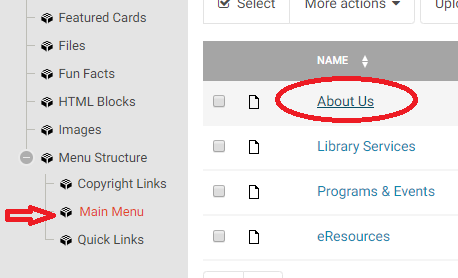 Featured Cards
Files
Fun Facts
HTML Blocks
Images
Menu Structure
Copyright Links
Main Menu
Quick Links
Select
More actions
NAME
About Us
Library Services
Programs & Events
eResources